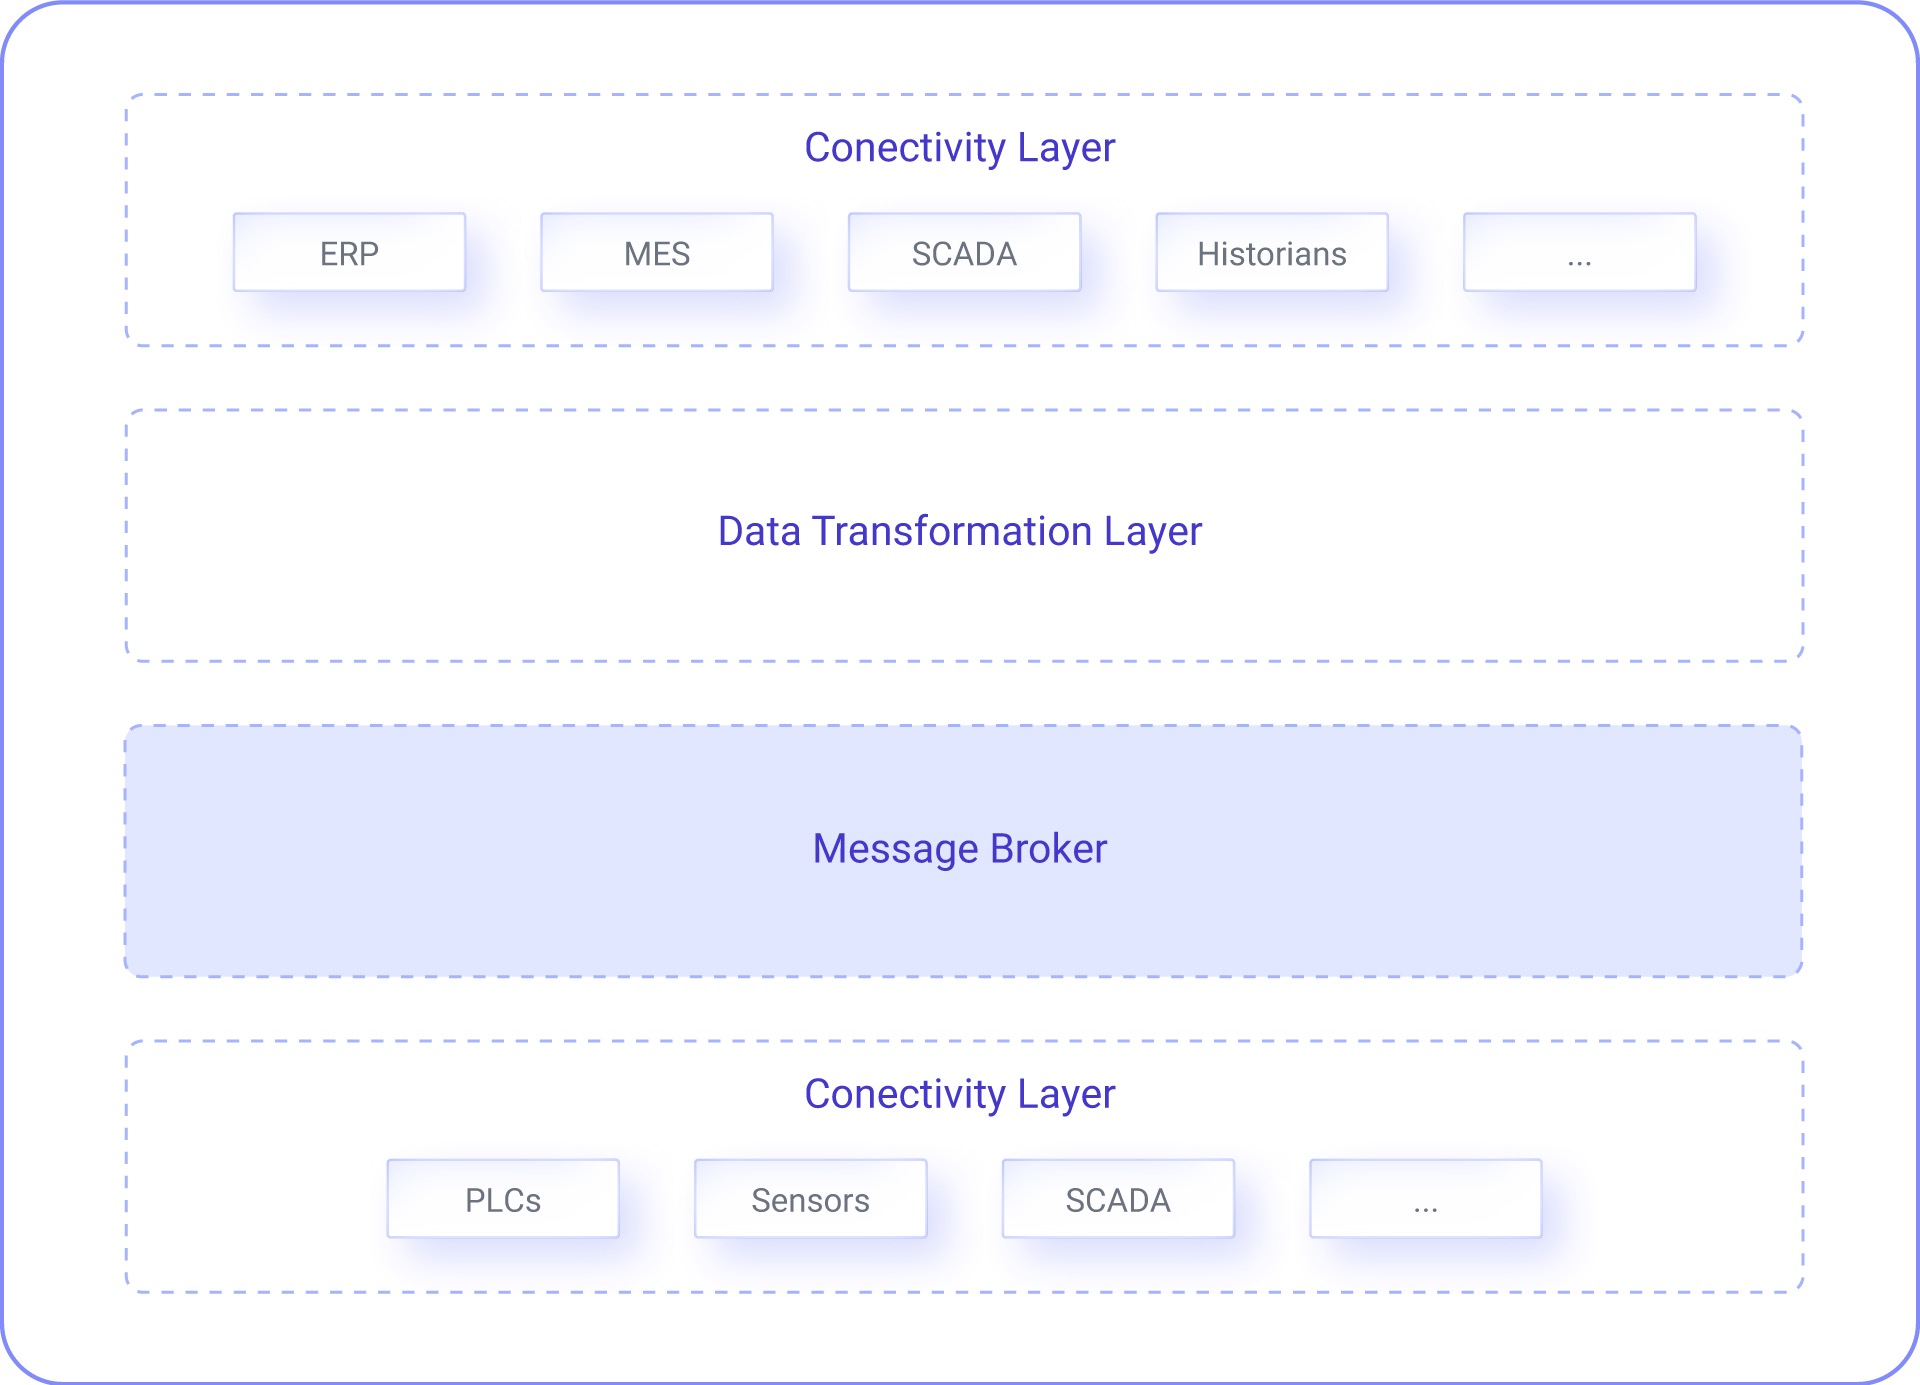 Conectivity Layer
ERP
MES
SCADA
Historians
...
Data Transformation Layer
Message Broker
Conectivity Layer
PLCs
Sensors
SCADA
...